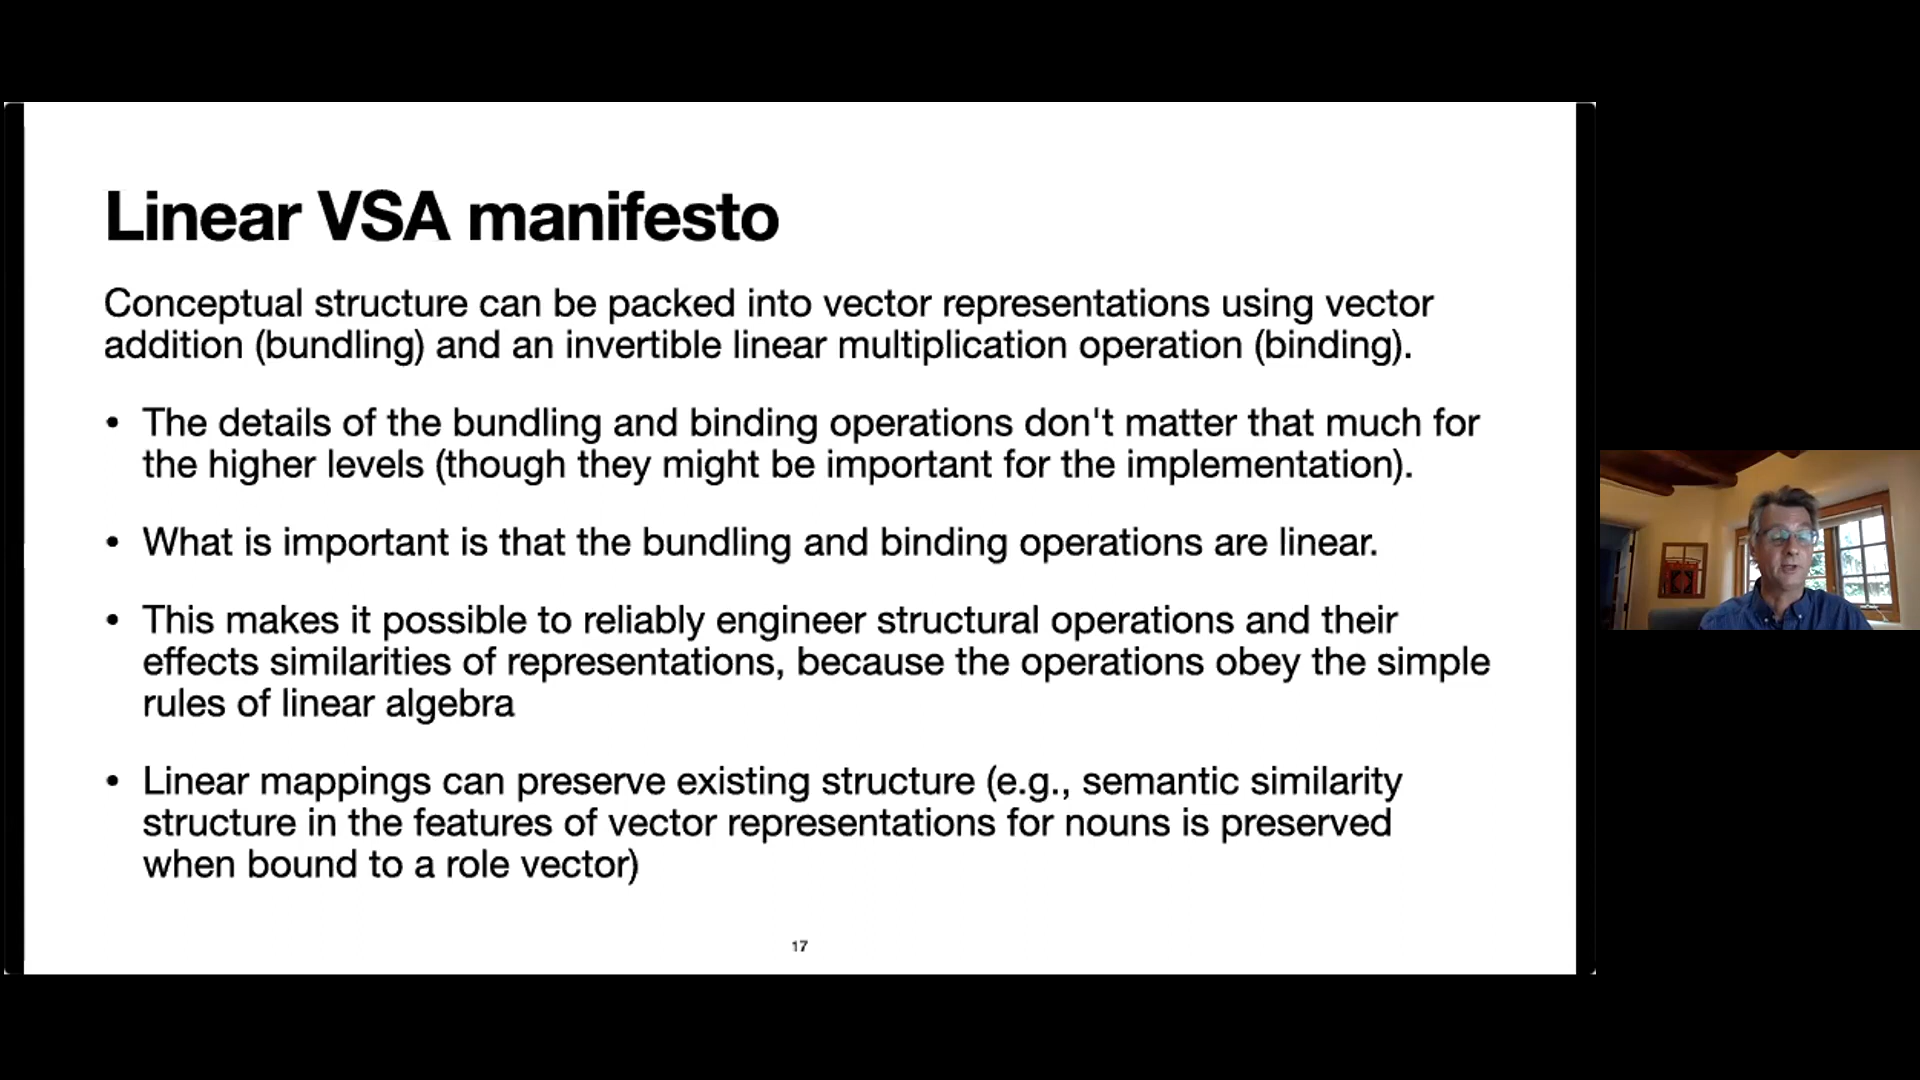 Linear VSA manifesto
Conceptual structure can be packed into vector representations using vector
addition (bundling) and an invertible linear multiplication operation (binding).
• The details of the bundling and binding operations don't matter that much for
the higher levels (though they might be important for the implementation).
• What is important is that the bundling and binding operations are linear.
• This makes it possible to reliably engineer structural operations and their
effects similarities of representations, because the operations obey the simple
rules of linear algebra
• Linear mappings can preserve existing structure (e.g., semantic similarity
structure in the features of vector representations for nouns is preserved
when bound to a role vector)
17